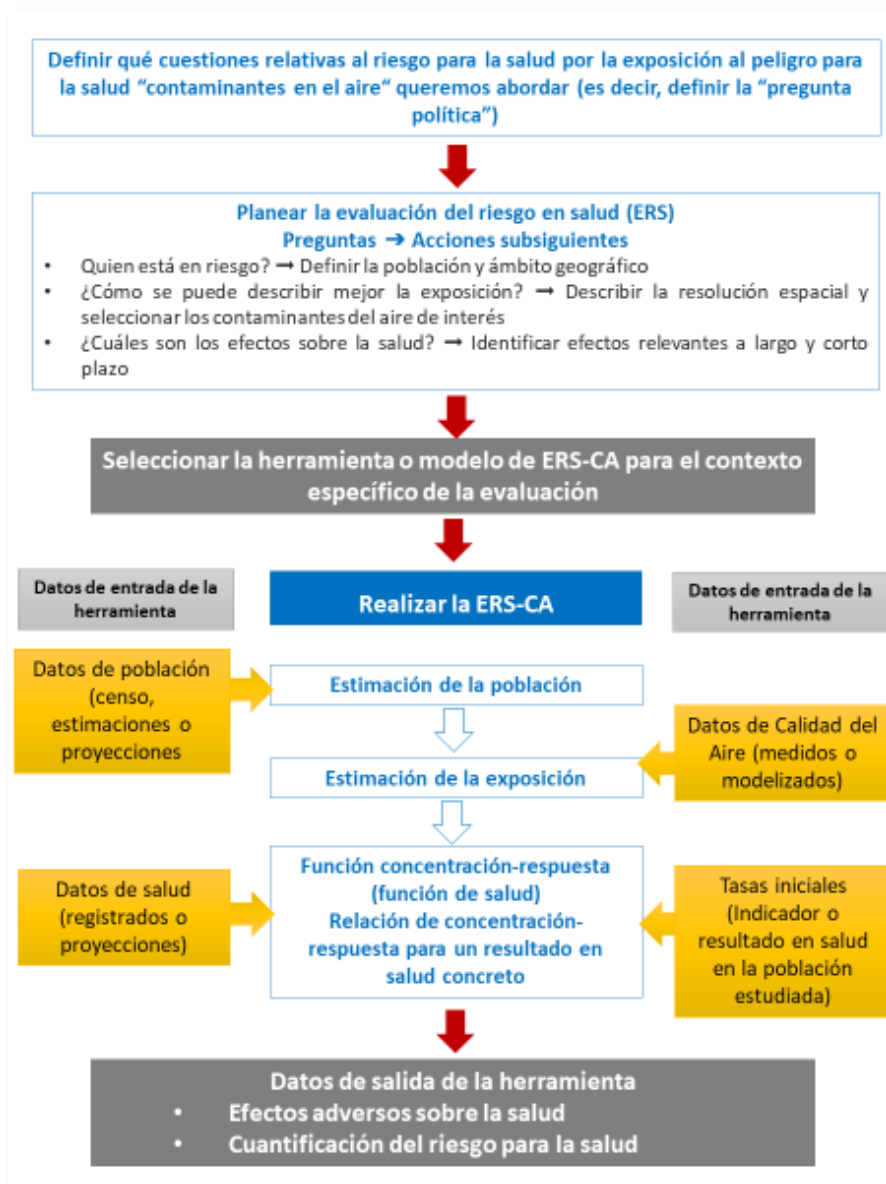 Definir qué cuestiones relativas al riesgo para la salud por la exposición al peligro para
la salud “contaminantes en el aire“ queremos abordar (es decir, definir la “pregunta
política”)
Planear la evaluación del riesgo en salud (ERS)
Preguntas ➔ Acciones subsiguientes
• Quien está en riesgo? ➞ Definir la población y ámbito geográfico
• ¿Cómo se puede describir mejor la exposición? ➞ Describir la resolución espacial y
seleccionar los contaminantes del aire de interés
• ¿Cuáles son los efectos sobre la salud? ➞ Identificar efectos relevantes a largo y corto
plazo
Seleccionar la herramienta o modelo de ERS-CA para el contexto
específico de la evaluación
Datos de entrada de la
herramienta
Realizar la ERS-CA
Datos de entrada de la
herramienta
Datos de población
(censo,
estimaciones o
proyecciones
Estimación de la población
Datos de Calidad del
Aire (medidos o
modelizados)
Estimación de la exposición
Datos de salud
(registrados o
proyecciones)
Función concentración-respuesta
(función de salud)
Relación de concentración-
respuesta para un resultado en
salud concreto
Tasas iniciales
(Indicador o
resultado en salud
en la población
estudiada)
Datos de salida de la herramienta
• Efectos adversos sobre la salud
• Cuantificación del riesgo para la salud